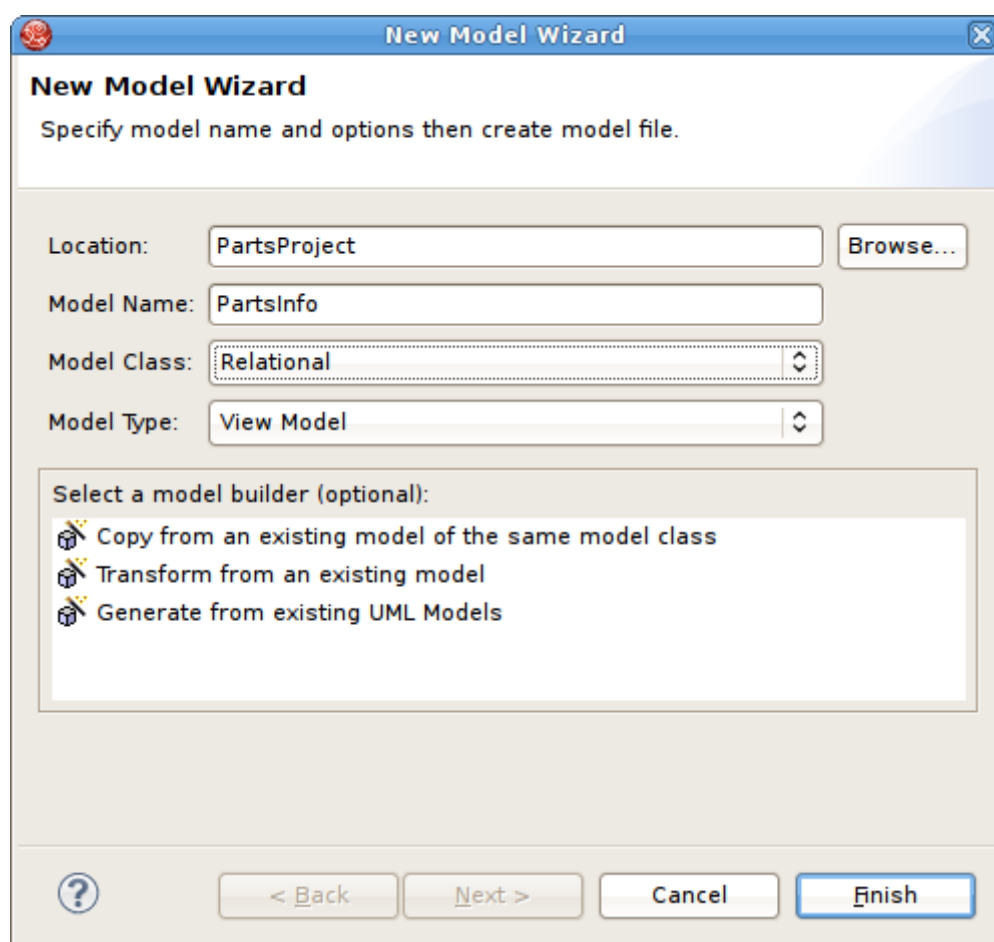 New Model Wizard
New Model Wizard
Specify model name and options then create model file.
Location: PartsProject Browse...
Model Name: PartsInfo
Model Class: Relational
Model Type: View Model
Select a model builder (optional):
Copy from an existing model of the same model class
Transform from an existing model
Generate from existing UML Models
? < Back Next > Cancel Finish